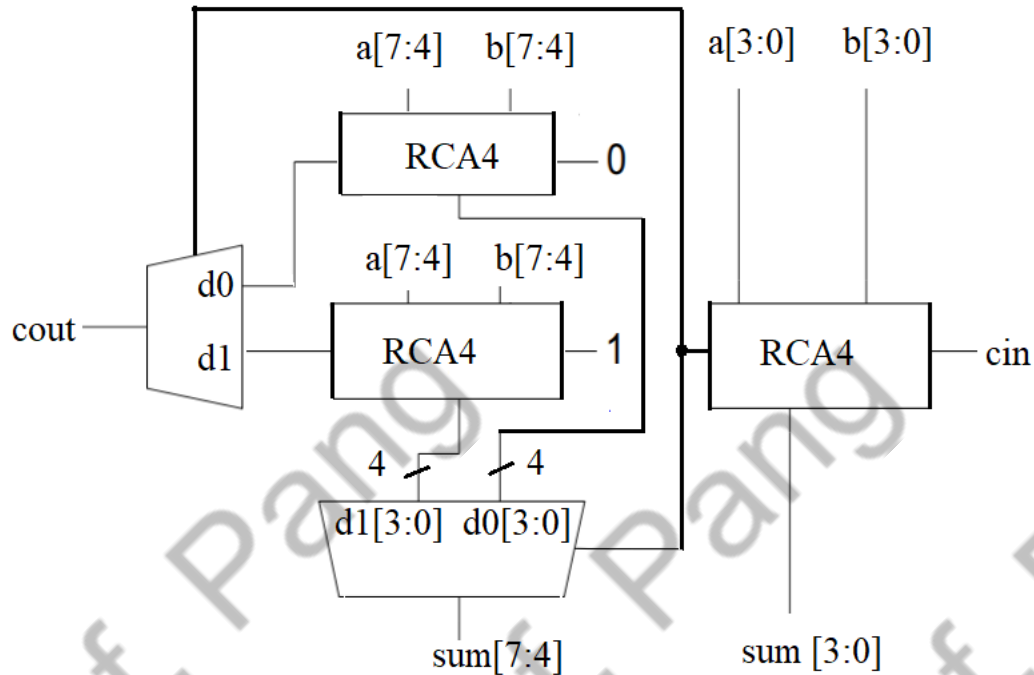 a[7:4] b[7:4] a[3:0] b[3:0]
RCA4 0
a[7:4] b[7:4]
d0
cout
d1
RCA4 1
RCA4 cin
4 4
d1[3:0] d0[3:0]
sum[7:4] sum [3:0]
Pang Pang
f f